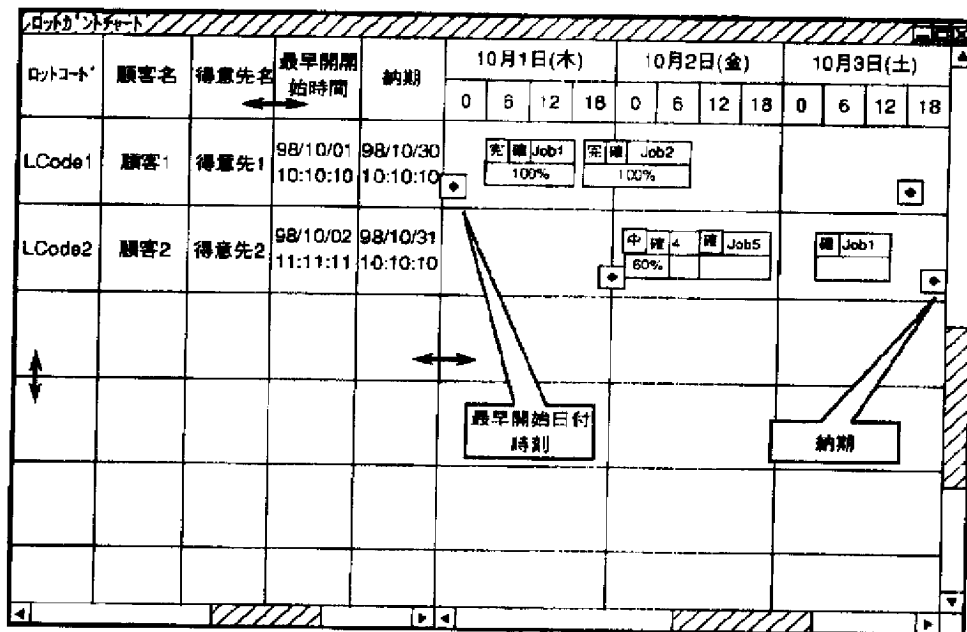 ロットガントチャート
ロットコード 顧客名 得意先名 最早開開始時間 納期 10月1日(木) 10月2日(金) 10月3日(土)
0 6 12 18 0 6 12 18 0 6 12 18
LCode1 顧客1 得意先1 98/10/01 10:10:10 98/10/30 10:10:10 完 確 Job1 100% 完 確 Job2 100%
LCode2 顧客2 得意先2 98/10/02 11:11:11 98/10/31 10:10:10 中 確 4 60% 確 Job5 確 Job1
最早開始日付
時刻
納期